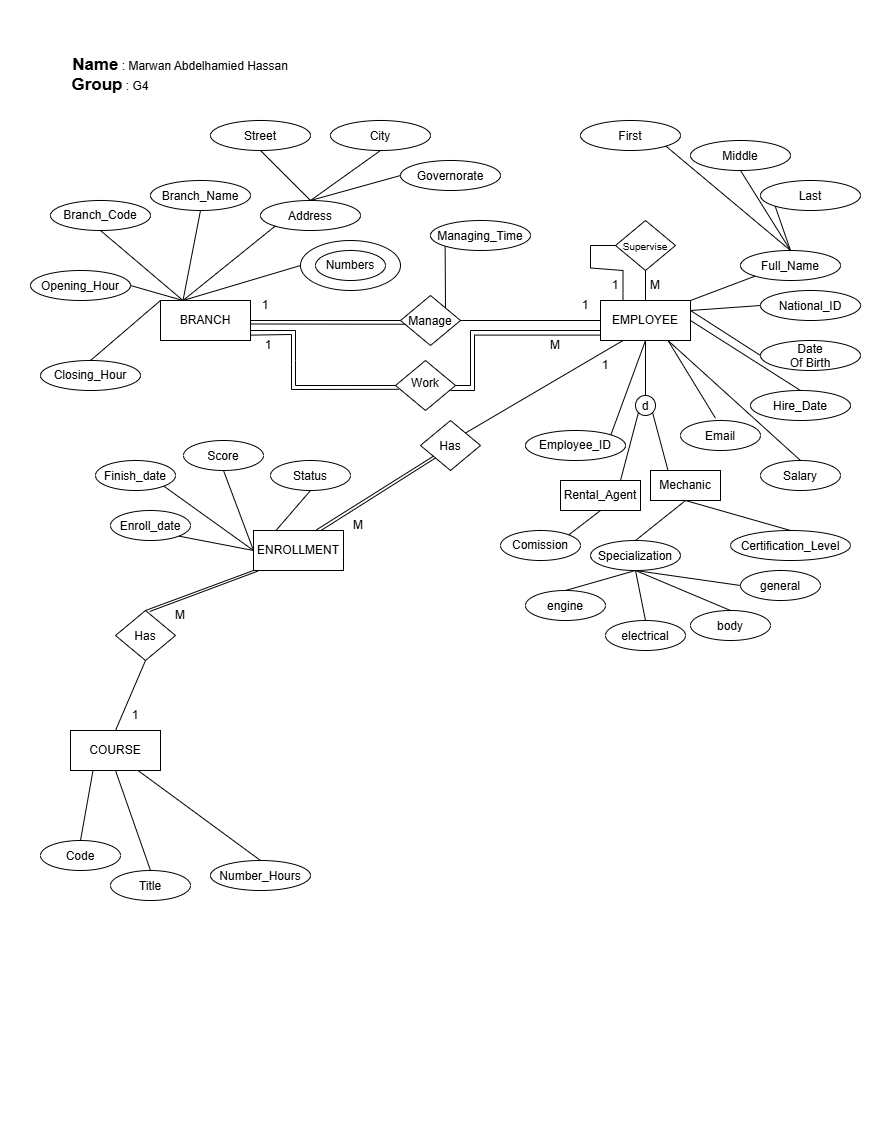 Name : Marwan Abdelhamied Hassan
Group : G4
Street
City
First
Middle
Governorate
Branch_Name
Last
Branch_Code
Address
Managing_Time
Supervise
Numbers
Full_Name
Opening_Hour
1
M
1
1
National_ID
BRANCH
Manage
EMPLOYEE
1
M
Date
Of Birth
1
Closing_Hour
Work
d
Hire_Date
Email
Has
Employee_ID
Score
Finish_date
Status
Salary
Mechanic
Rental_Agent
Enroll_date
M
Comission
Certification_Level
ENROLLMENT
Specialization
general
engine
M
body
Has
electrical
1
COURSE
Code
Title
Number_Hours